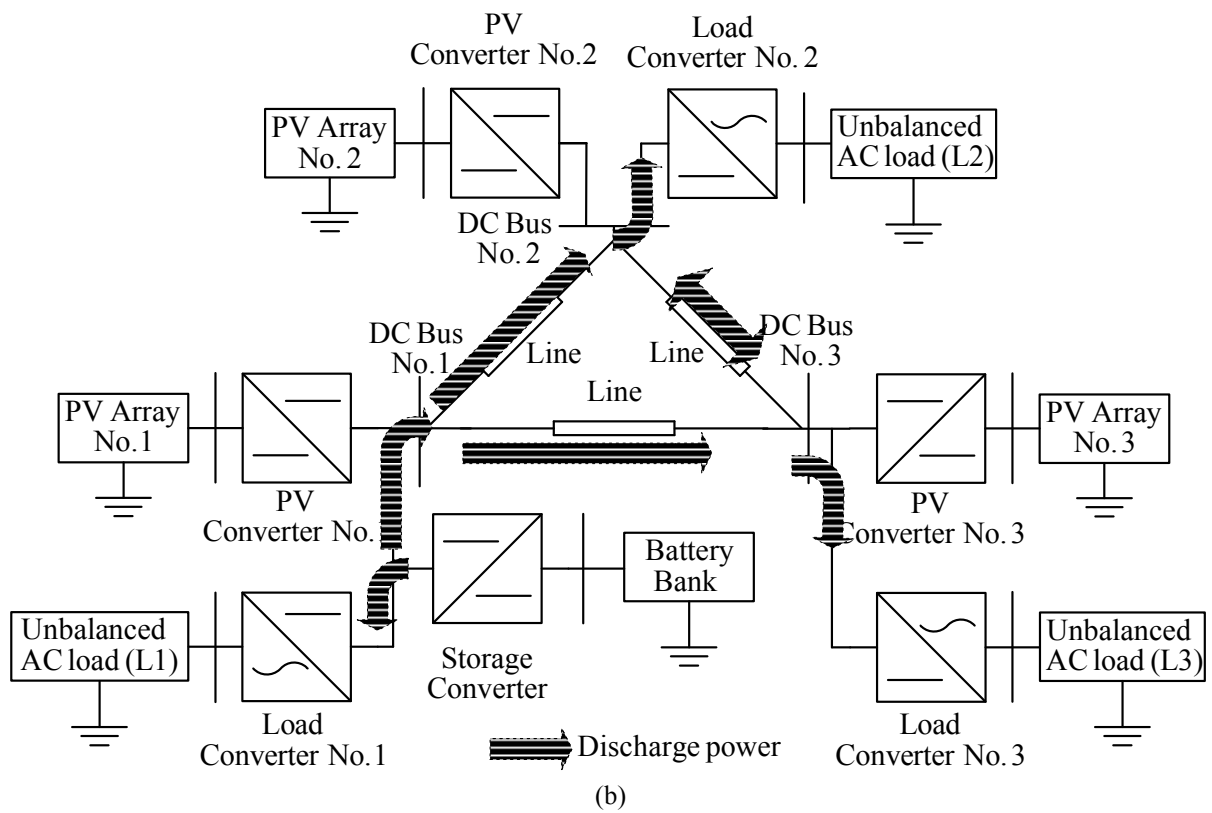 PV
Converter No.2
Load
Converter No. 2
PV Array
No. 2
Unbalanced
AC load (L2)
DC Bus
No. 2
DC Bus
No.1
Line
Line
DC Bus
No.3
Line
PV Array
No.1
PV Array
No.3
PV
Converter No.
PV
Converter No.3
Battery
Bank
Unbalanced
AC load (L1)
Storage
Converter
Unbalanced
AC load (L3)
Load
Converter No. 1
Discharge power
Load
Converter No. 3
(b)